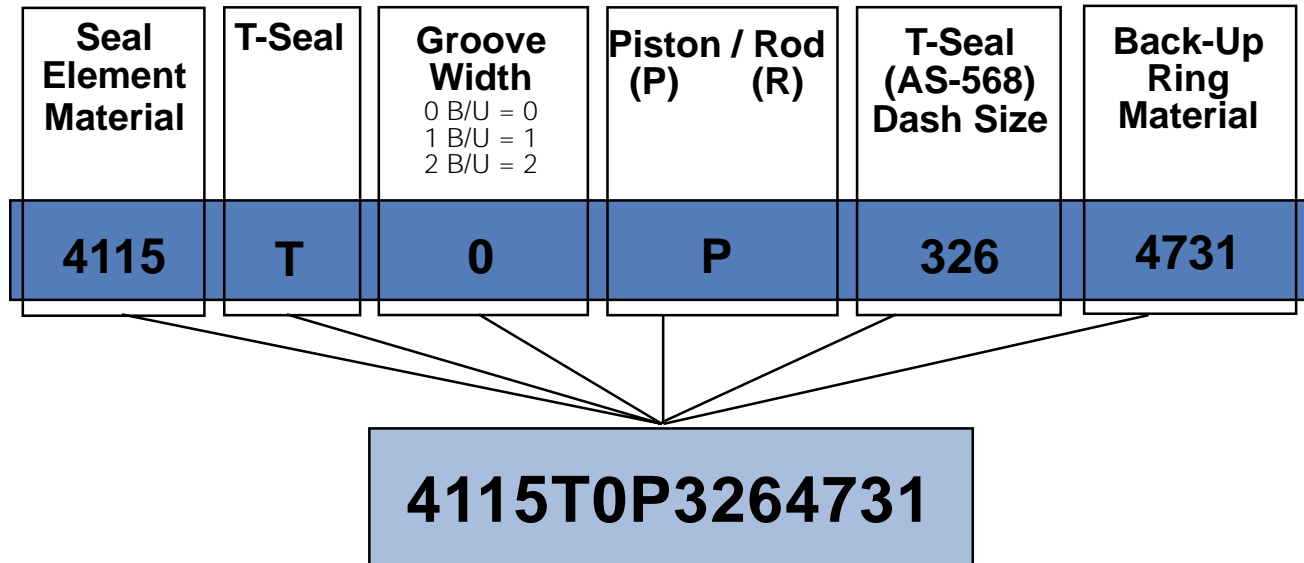 Seal
Element
Material
T-Seal
Groove
Width
0 B/U = 0
1 B/U = 1
2 B/U = 2
Piston / Rod
(P) (R)
T-Seal
(AS-568)
Dash Size
Back-Up
Ring
Material
4115 T 0 P 326 4731
4115T0P3264731